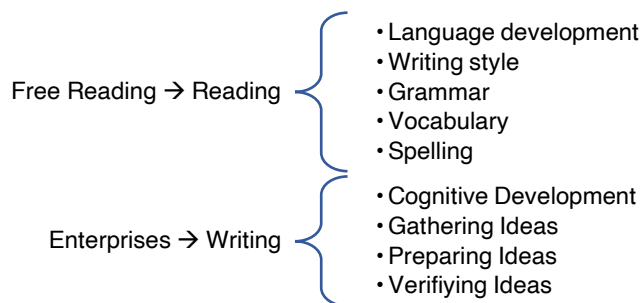 Free Reading → Reading
• Language development
• Writing style
• Grammar
• Vocabulary
• Spelling
Enterprises → Writing
• Cognitive Development
• Gathering Ideas
• Preparing Ideas
• Verifiying Ideas